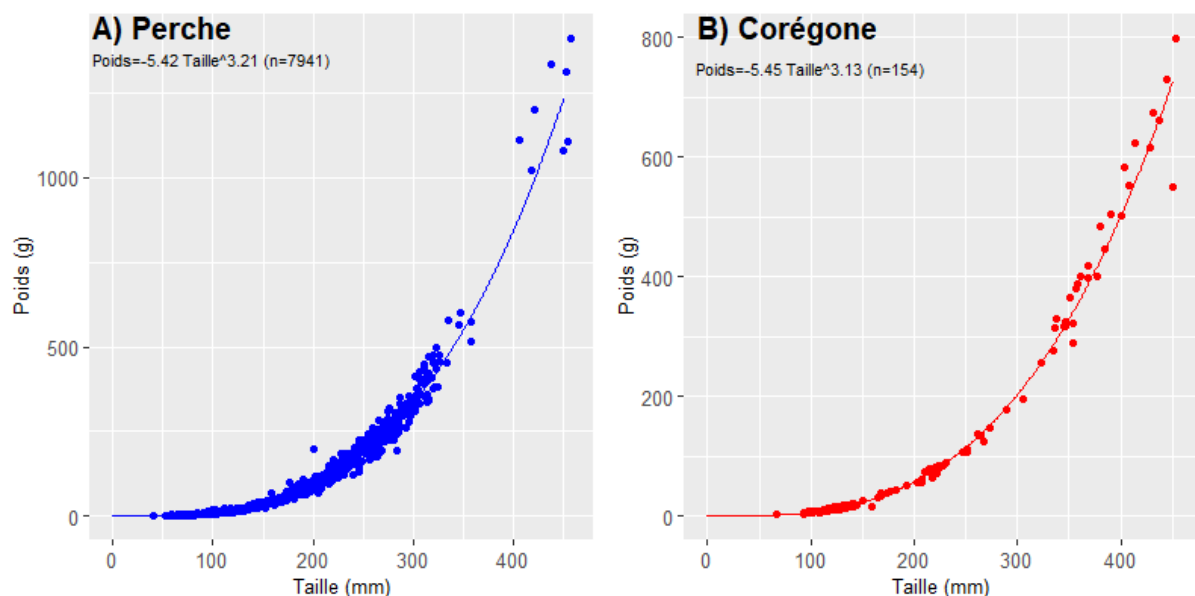 A) Perche
Poids=-5.42 Taille^3.21 (n=7941)
1000
500
0
Poids (g)
0 100 200 300 400
Taille (mm)
B) Corégone
Poids=-5.45 Taille^3.13 (n=154)
800
600
400
200
0
Poids (g)
0 100 200 300 400
Taille (mm)